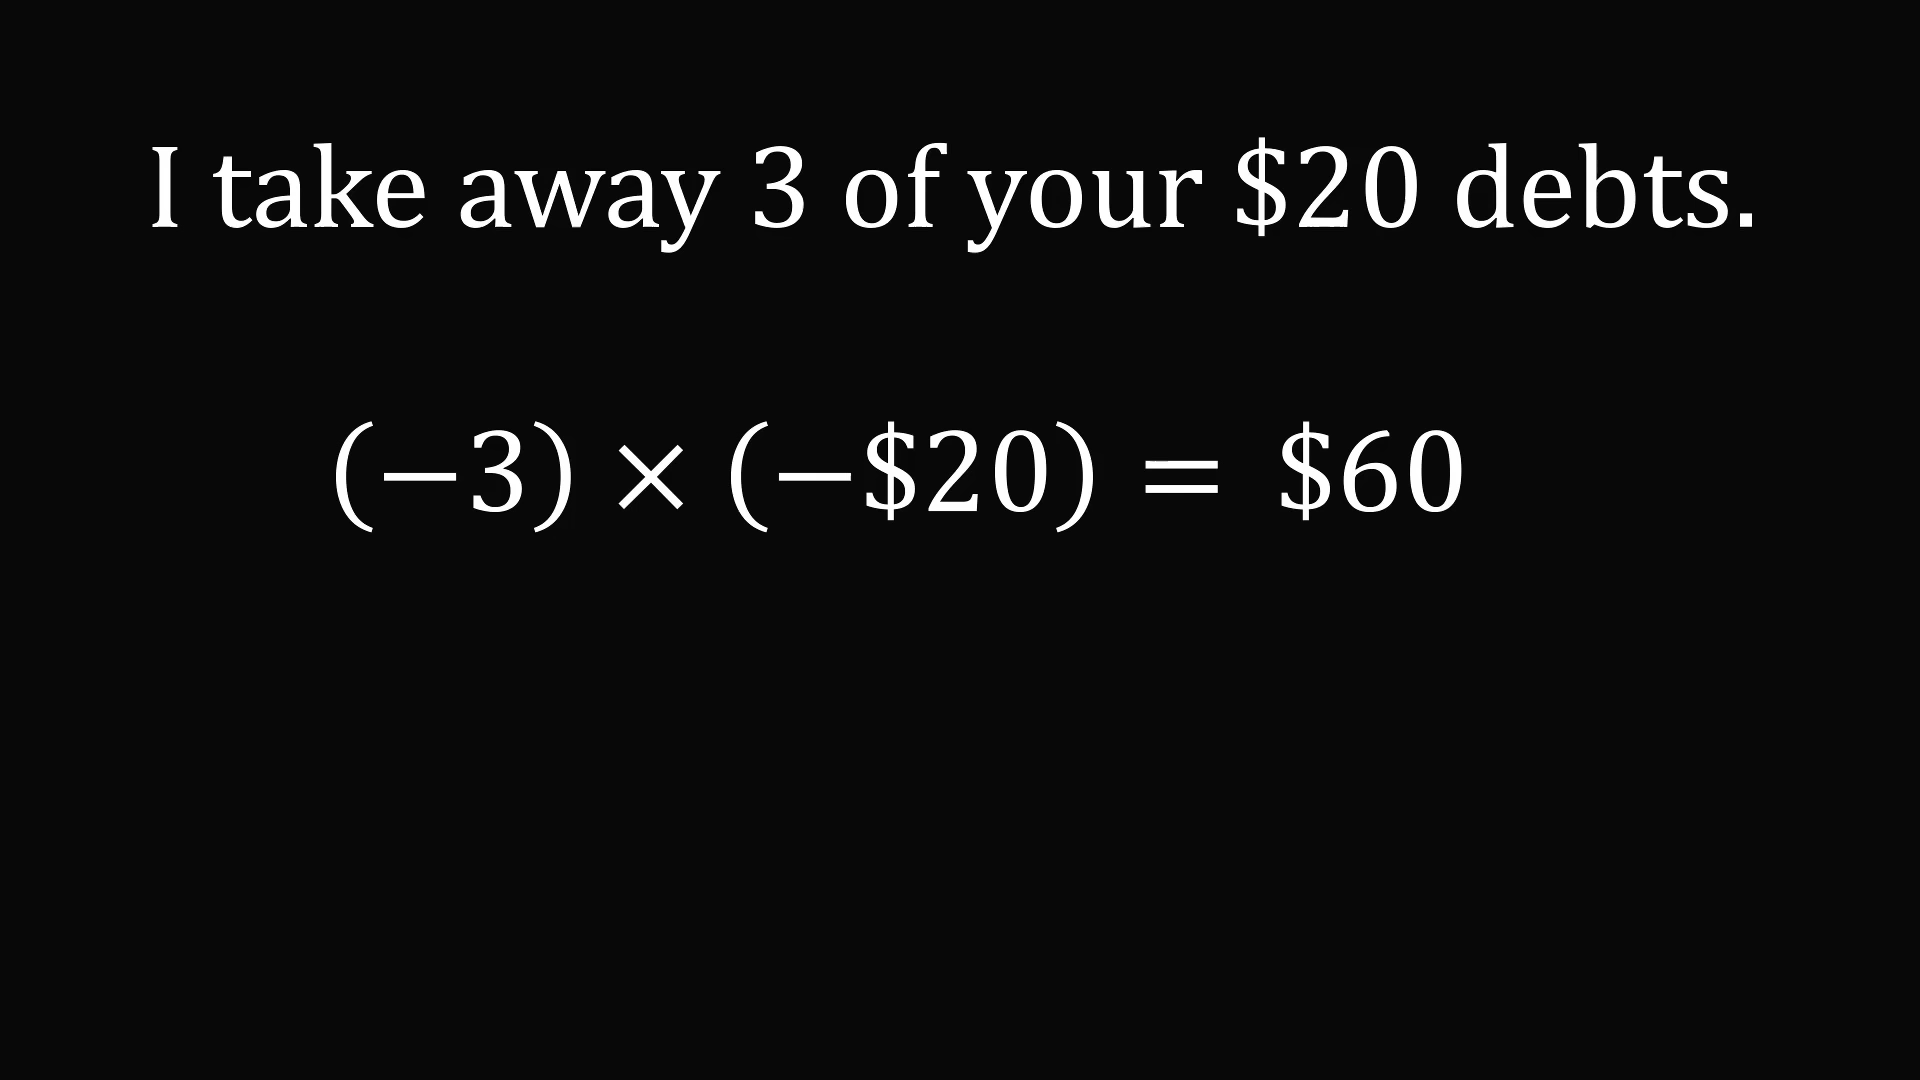 I take away 3 of your $20 debts.
(−3) × (−$20) = $60